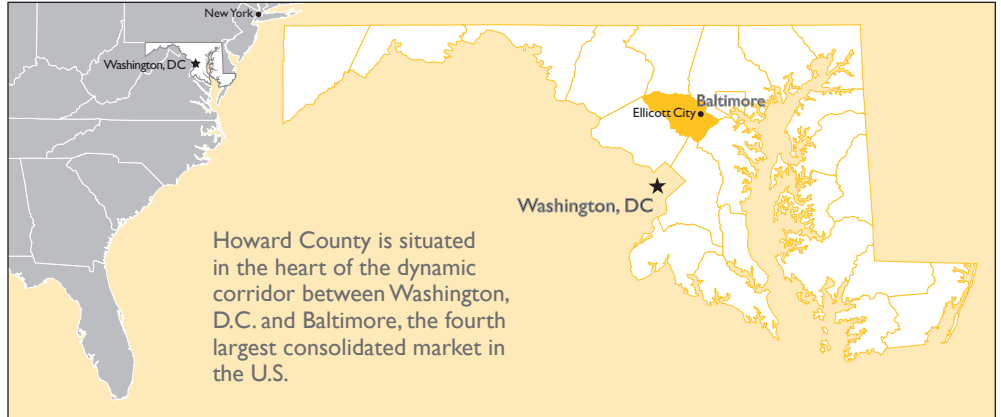 New York
Washington, DC
Baltimore
Ellicott City
Washington, DC
Howard County is situated
in the heart of the dynamic
corridor between Washington,
D.C. and Baltimore, the fourth
largest consolidated market in
the U.S.